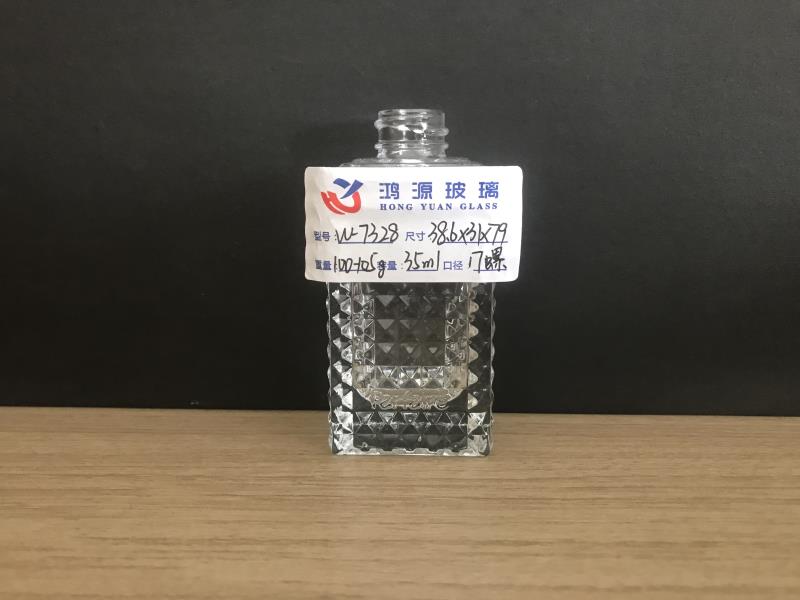 鸿源玻璃
HONG YUAN GLASS
型号: W-7328 尺寸 38.6x31x79
重量: 100-105g 容量: 35ml 口径 17螺